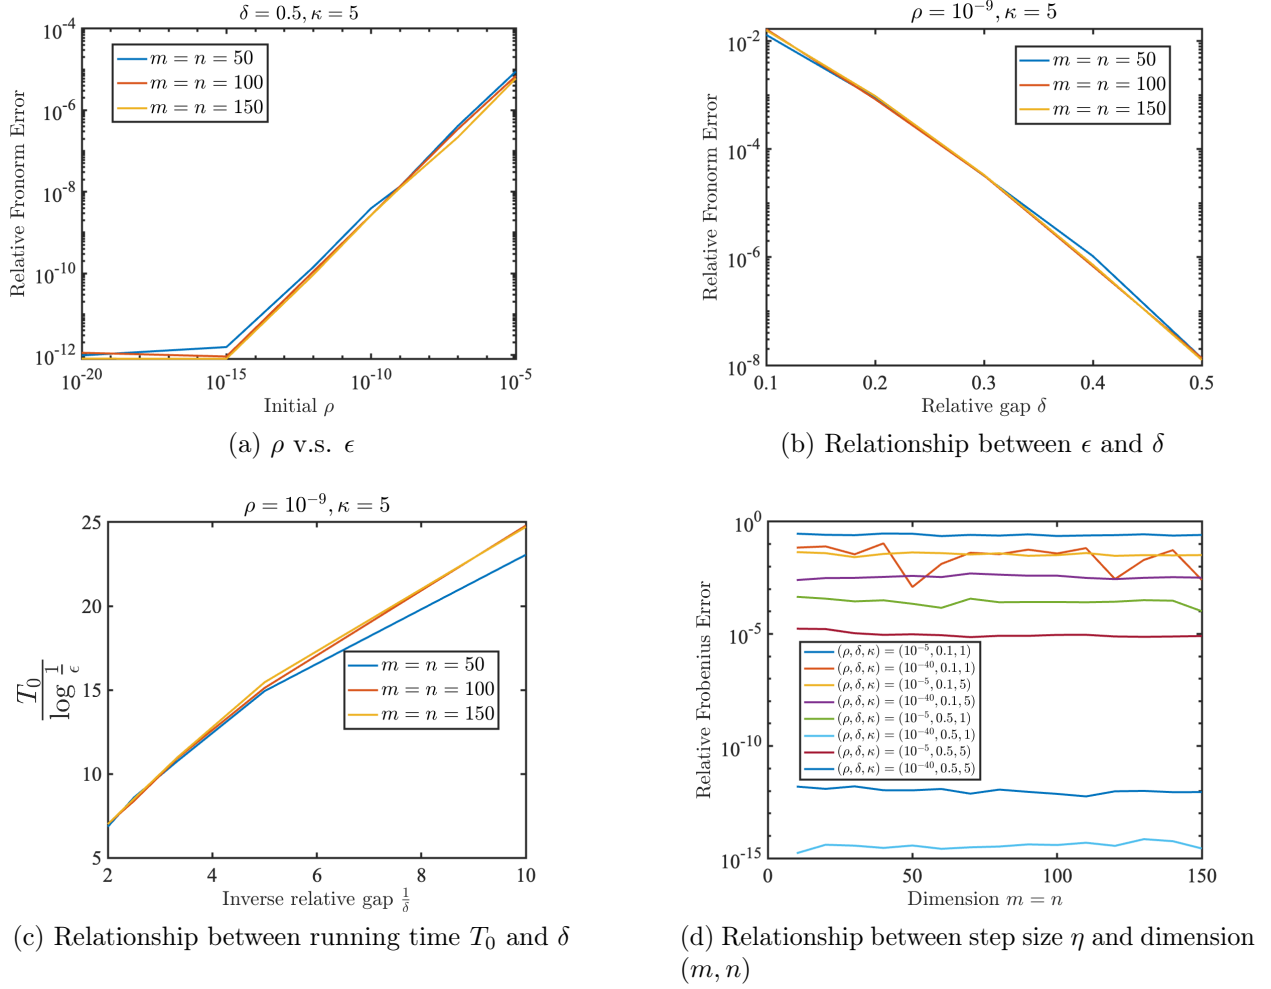 δ = 0.5, κ = 5
10^-4
10^-6
10^-8
10^-10
10^-12
Relative Fronorm Error
m = n = 50
m = n = 100
m = n = 150
10^-20
10^-15
10^-10
10^-5
Initial ρ
(a) ρ v.s. ϵ
ρ = 10^-9, κ = 5
10^-2
10^-4
10^-6
10^-8
Relative Fronorm Error
m = n = 50
m = n = 100
m = n = 150
0.1
0.2
0.3
0.4
0.5
Relative gap δ
(b) Relationship between ϵ and δ
ρ = 10^-9, κ = 5
25
20
15
10
5
T_0 / log 1/ϵ
m = n = 50
m = n = 100
m = n = 150
2
4
6
8
10
Inverse relative gap 1/δ
(c) Relationship between running time T_0 and δ
10^0
10^-5
10^-10
10^-15
Relative Frobenius Error
(ρ, δ, κ) = (10^-5, 0.1, 1)
(ρ, δ, κ) = (10^-40, 0.1, 1)
(ρ, δ, κ) = (10^-5, 0.1, 5)
(ρ, δ, κ) = (10^-40, 0.1, 5)
(ρ, δ, κ) = (10^-5, 0.5, 1)
(ρ, δ, κ) = (10^-40, 0.5, 1)
(ρ, δ, κ) = (10^-5, 0.5, 5)
(ρ, δ, κ) = (10^-40, 0.5, 5)
0
50
100
150
Dimension m = n
(d) Relationship between step size η and dimension
(m, n)